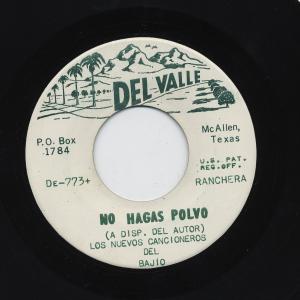 DEL VALLE
P.O. Box
1784
McAllen,
Texas
U.S. PAT.
REG.OFF.
DE-773+
RANCHERA
NO HAGAS POLVO
(A DISP. DEL AUTOR)
LOS NUEVOS CANCIONEROS
DEL
BAJIO